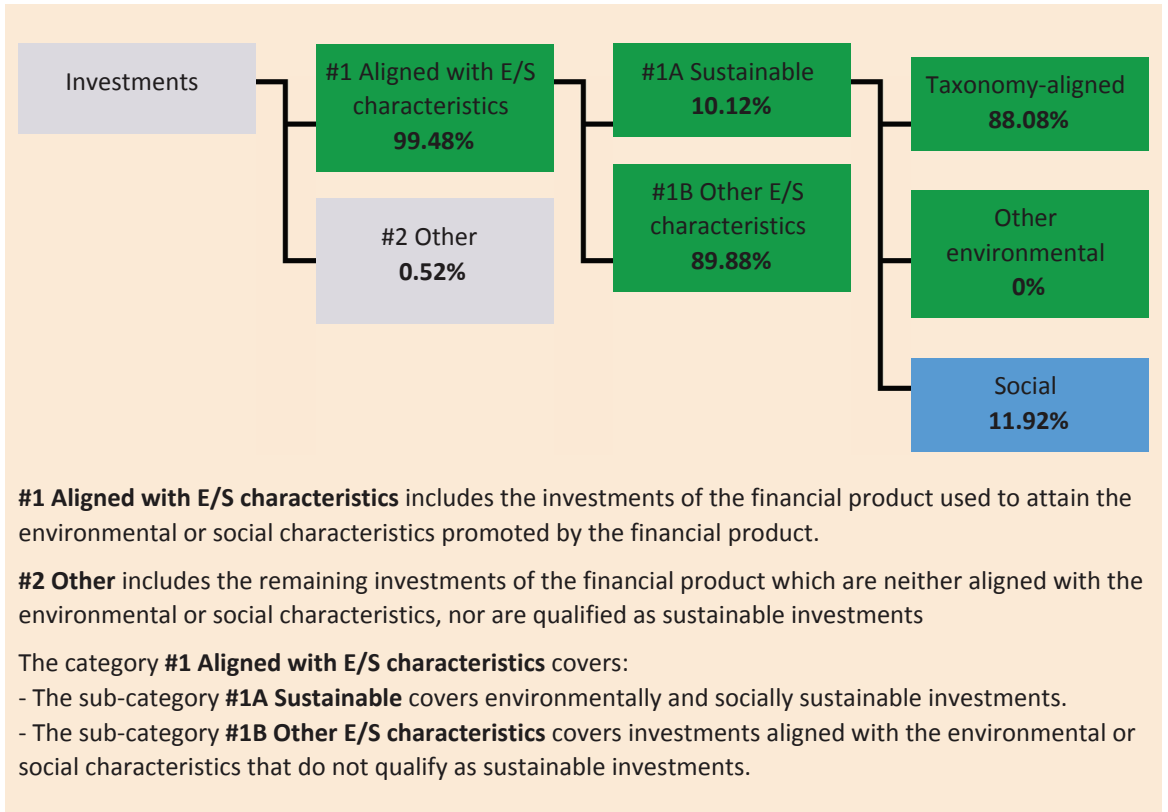 Investments
#1 Aligned with E/S
characteristics
99.48%
#2 Other
0.52%
#1A Sustainable
10.12%
#1B Other E/S
characteristics
89.88%
Taxonomy-aligned
88.08%
Other
environmental
0%
Social
11.92%
#1 Aligned with E/S characteristics includes the investments of the financial product used to attain the
environmental or social characteristics promoted by the financial product.
#2 Other includes the remaining investments of the financial product which are neither aligned with the
environmental or social characteristics, nor are qualified as sustainable investments
The category #1 Aligned with E/S characteristics covers:
- The sub-category #1A Sustainable covers environmentally and socially sustainable investments.
- The sub-category #1B Other E/S characteristics covers investments aligned with the environmental or
social characteristics that do not qualify as sustainable investments.